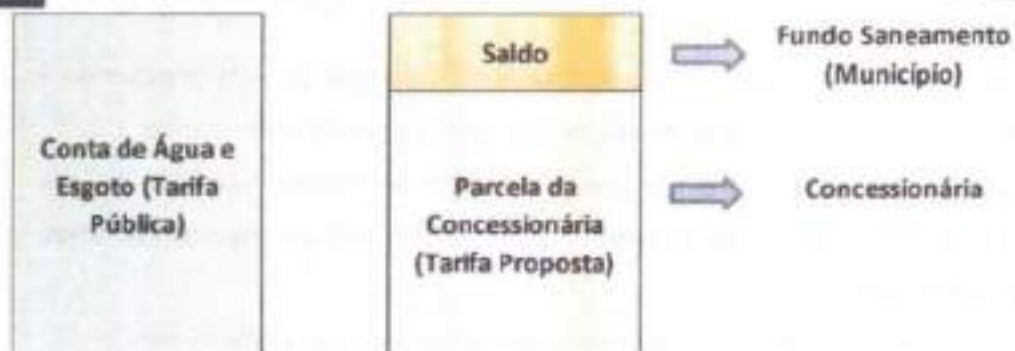 Conta de Água e
Esgoto (Tarifa
Pública)
Saldo
Parcela da
Concessionária
(Tarifa Proposta)
Fundo Saneamento
(Município)
Concessionária